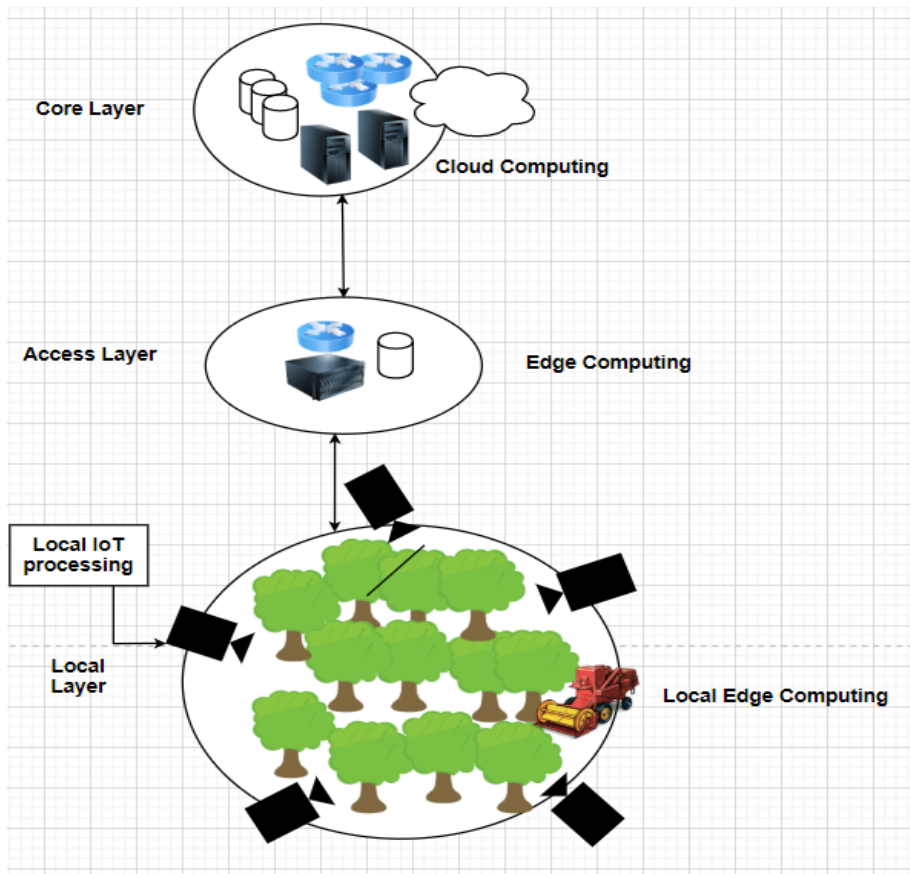 Core Layer
Cloud Computing
Access Layer
Edge Computing
Local IoT
processing
Local
Layer
Local Edge Computing